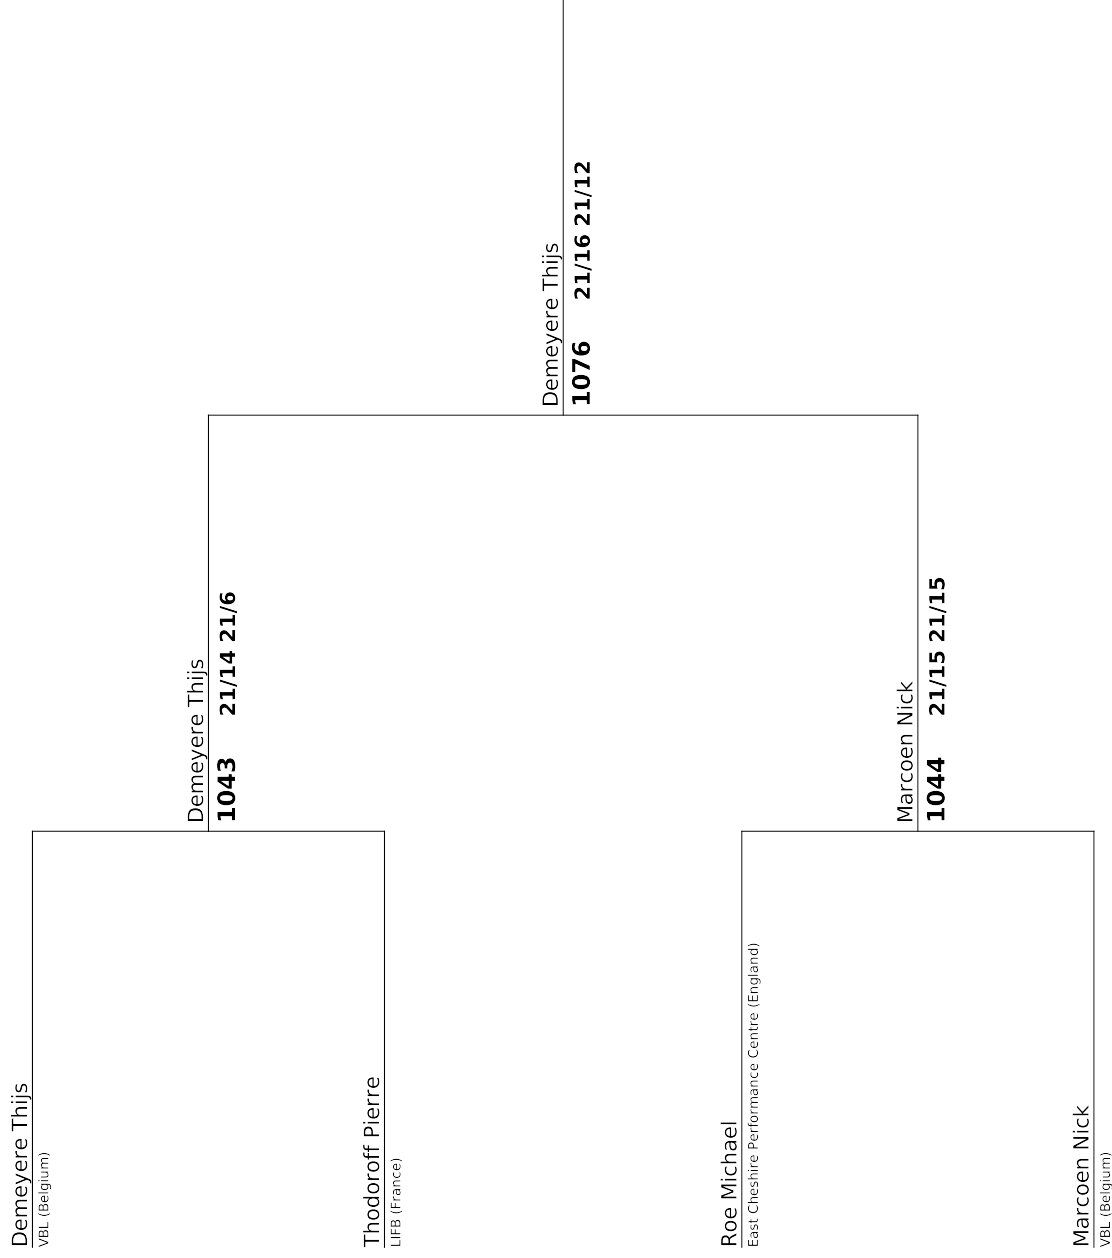 Demeyere Thijs
VBL (Belgium)
Demeyere Thijs
1043 21/14 21/6
Thodoroff Pierre
LIFB (France)
Demeyere Thijs
1076 21/16 21/12
Roe Michael
East Cheshire Performance Centre (England)
Marcoen Nick
1044 21/15 21/15
Marcoen Nick
VBL (Belgium)